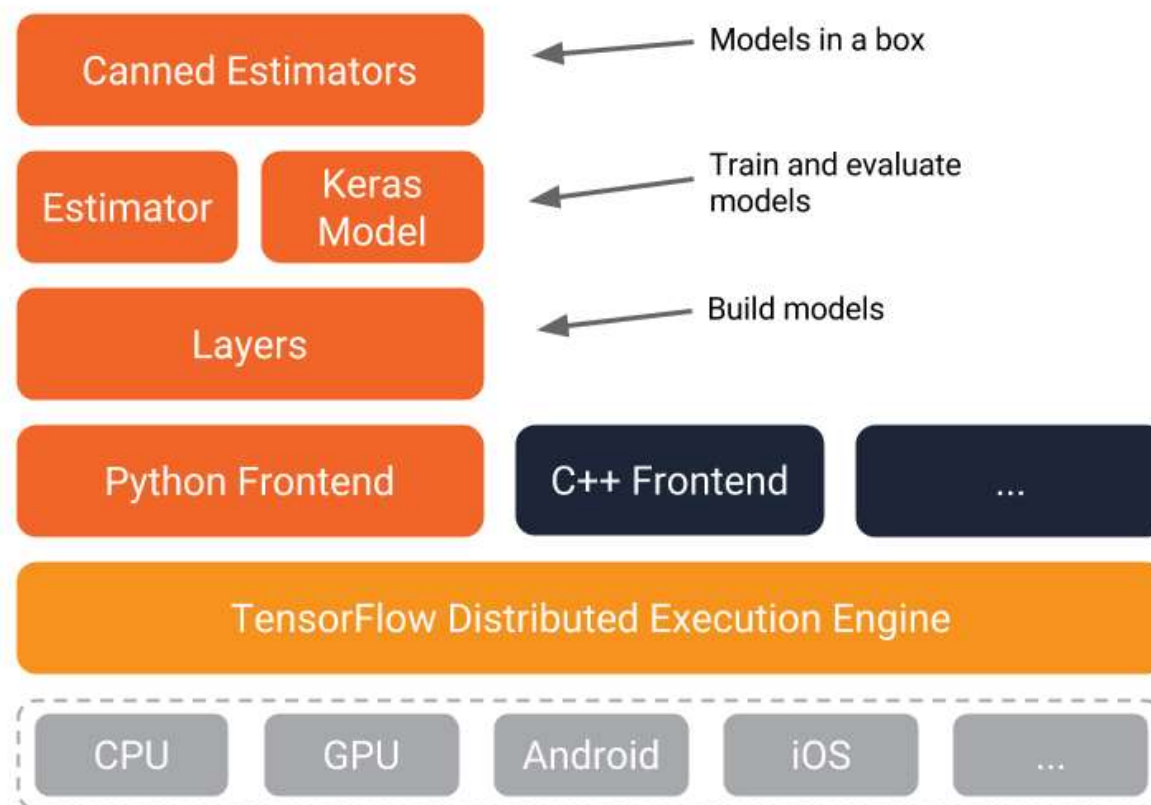 Canned Estimators
Models in a box
Estimator
Keras
Model
Train and evaluate
models
Layers
Build models
Python Frontend
C++ Frontend
...
TensorFlow Distributed Execution Engine
CPU
GPU
Android
iOS
...